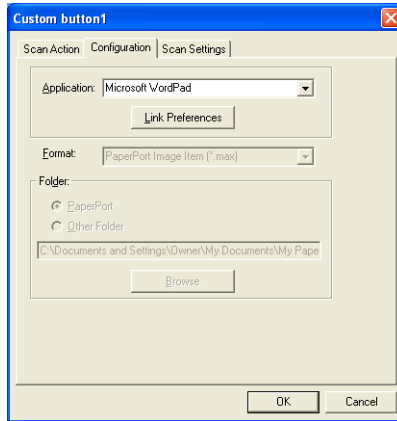 Custom button1
Scan Action Configuration Scan Settings
Application: Microsoft WordPad
Link Preferences
Format: PaperPort Image Item (*.max)
Folder:
PaperPort
Other Folder
C:\Documents and Settings\Owner\My Documents\My Pape
Browse
OK Cancel